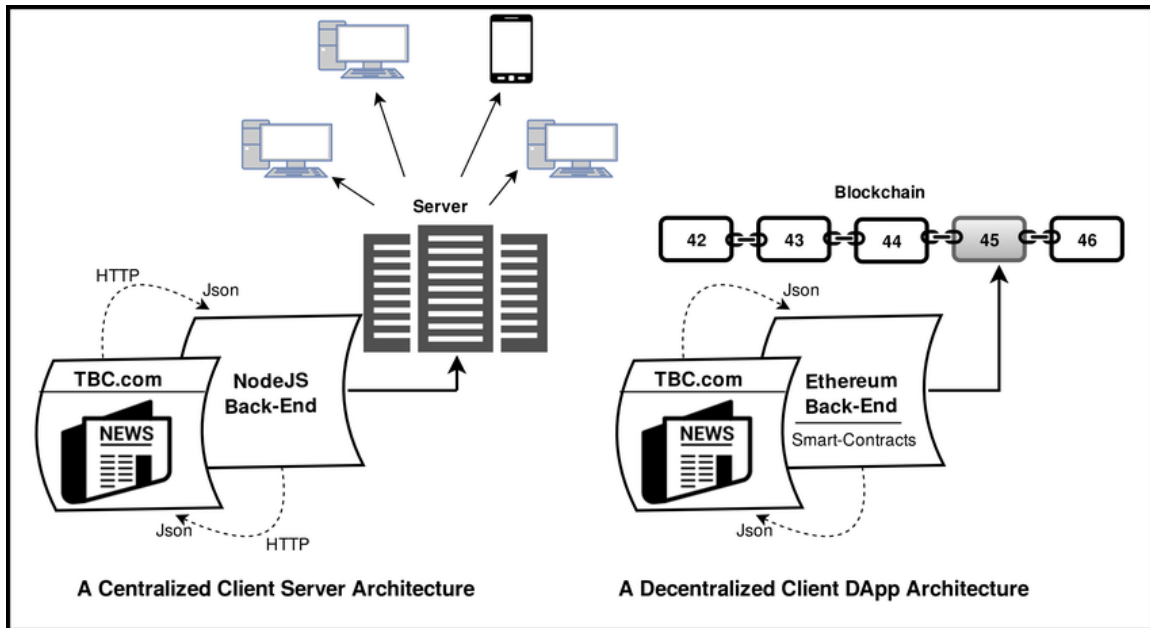 Server
HTTP
Json
TBC.com
NEWS
NodeJS
Back-End
Json
HTTP
A Centralized Client Server Architecture
Blockchain
42
43
44
45
46
Json
TBC.com
NEWS
Ethereum
Back-End
Smart-Contracts
Json
A Decentralized Client DApp Architecture